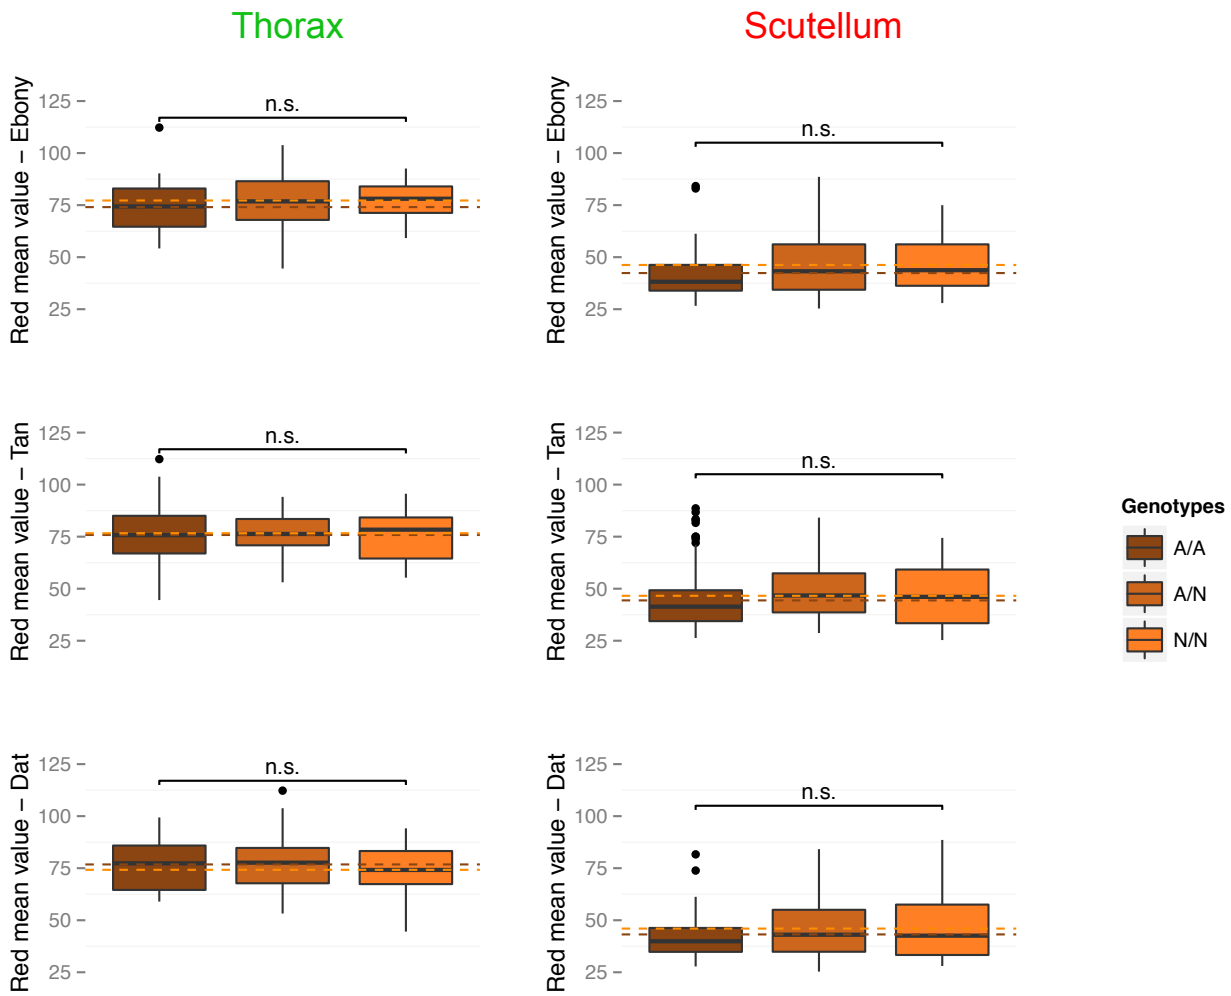 Thorax
Scutellum
Red mean value – Ebony
125
100
75
50
25
n.s.
Red mean value – Ebony
125
100
75
50
25
n.s.
Red mean value – Tan
125
100
75
50
25
n.s.
Red mean value – Tan
125
100
75
50
25
n.s.
Genotypes
A/A
A/N
N/N
Red mean value – Dat
125
100
75
50
25
n.s.
Red mean value – Dat
125
100
75
50
25
n.s.